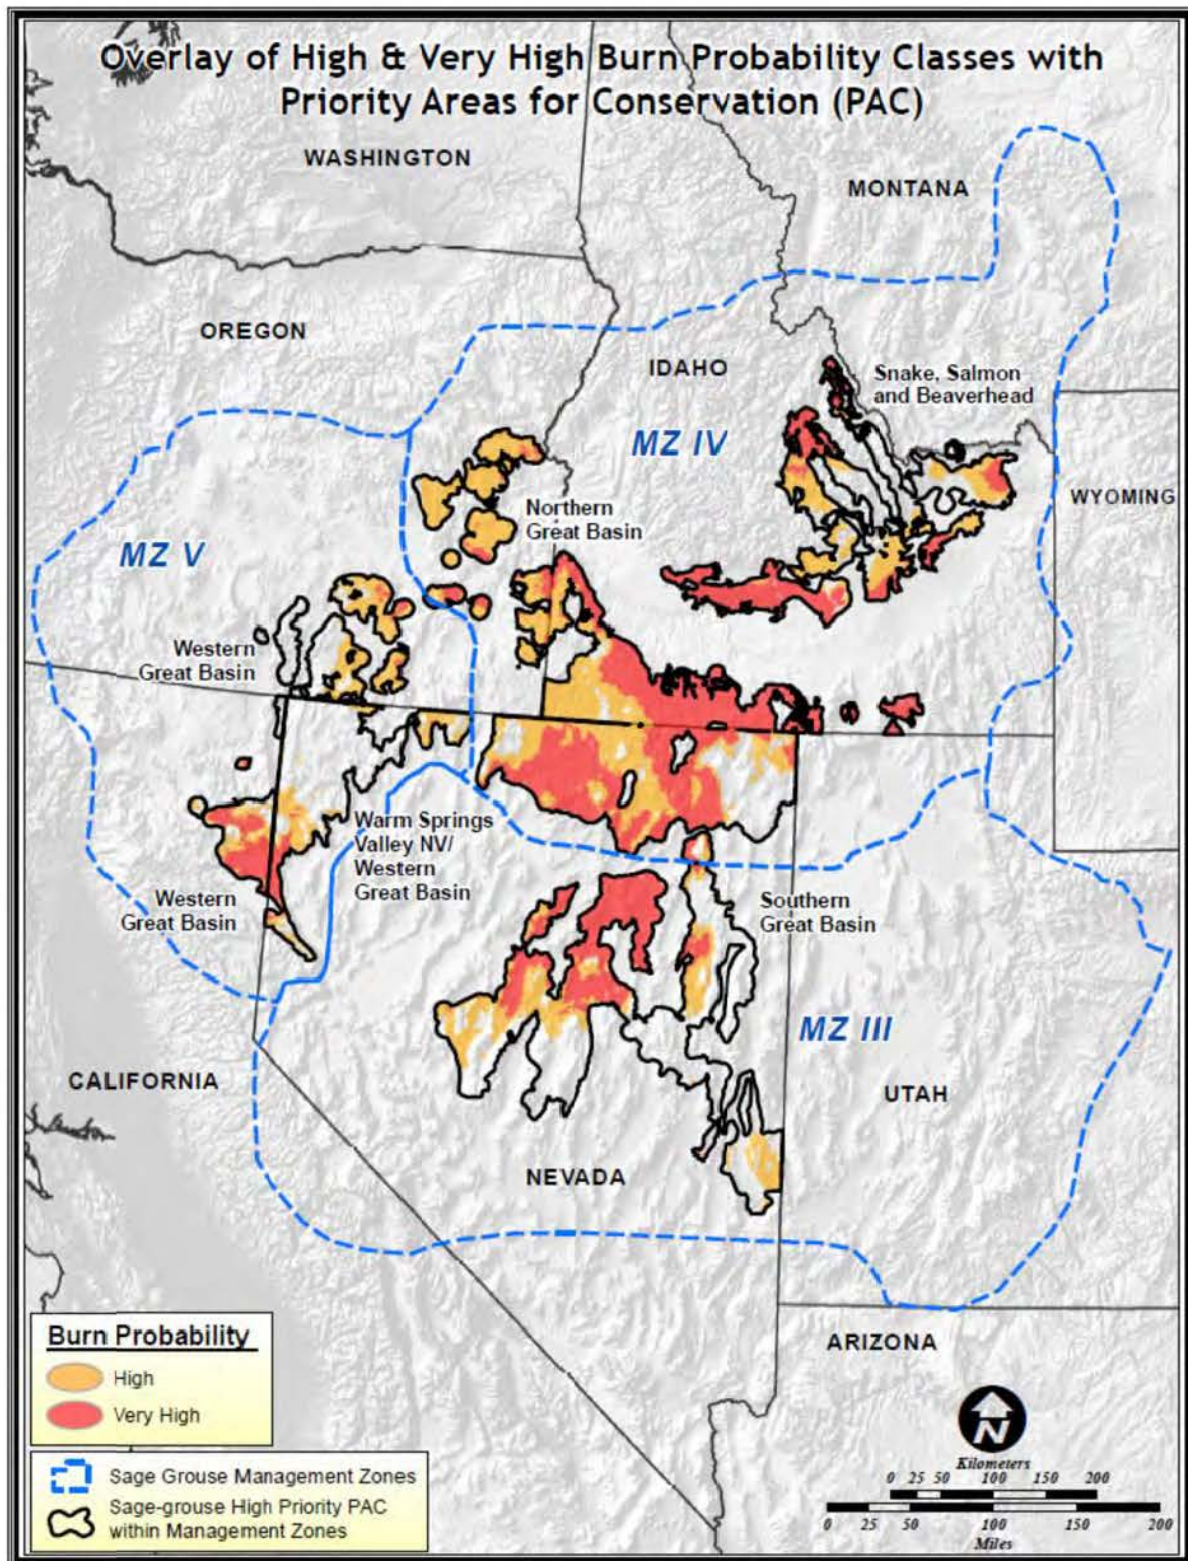 Overlay of High & Very High Burn Probability Classes with
Priority Areas for Conservation (PAC)
WASHINGTON
MONTANA
OREGON
IDAHO
Snake, Salmon
and Beaverhead
MZ IV
WYOMING
Northern
Great Basin
MZ V
Western
Great Basin
Warm Springs
Valley NV/
Western
Great Basin
Western
Great Basin
Southern
Great Basin
MZ III
CALIFORNIA
UTAH
NEVADA
ARIZONA
Burn Probability
High
Very High
Sage Grouse Management Zones
Sage-grouse High Priority PAC
within Management Zones
N
Kilometers
0 25 50 100 150 200
0 25 50 100 150 200
Miles